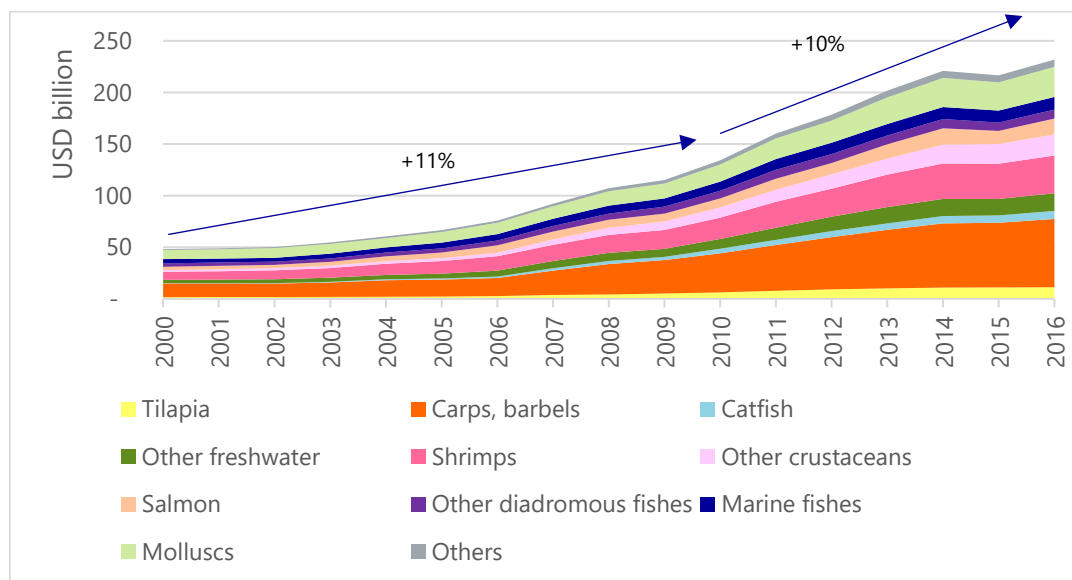 250
200
150
100
50
-
USD billion
+11%
+10%
2000 2001 2002 2003 2004 2005 2006 2007 2008 2009 2010 2011 2012 2013 2014 2015 2016
Tilapia Carps, barbels Catfish
Other freshwater Shrimps Other crustaceans
Salmon Other diadromous fishes Marine fishes
Molluscs Others